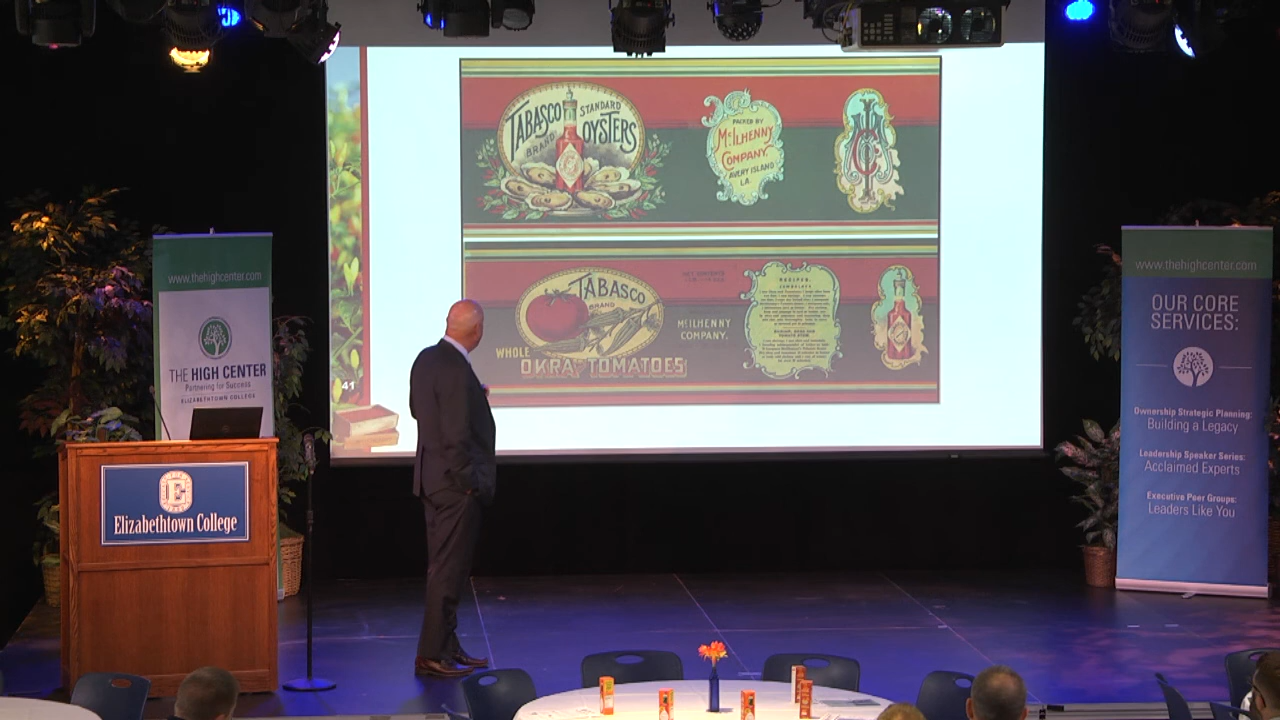 TABASCO
BRAND
STANDARD
OYSTERS
PACKED BY
McILHENNY
COMPANY.
AVERY ISLAND
LA.
TABASCO
BRAND
McILHENNY
COMPANY.
WHOLE
OKRA & TOMATOES
RECIPES.
41
www.thehighcenter.com
THE HIGH CENTER
Partnering for Success
ELIZABETHTOWN COLLEGE
E
Elizabethtown College
www.thehighcenter.com
OUR CORE
SERVICES:
Ownership Strategic Planning:
Building a Legacy
Leadership Speaker Series:
Acclaimed Experts
Executive Peer Groups:
Leaders Like You